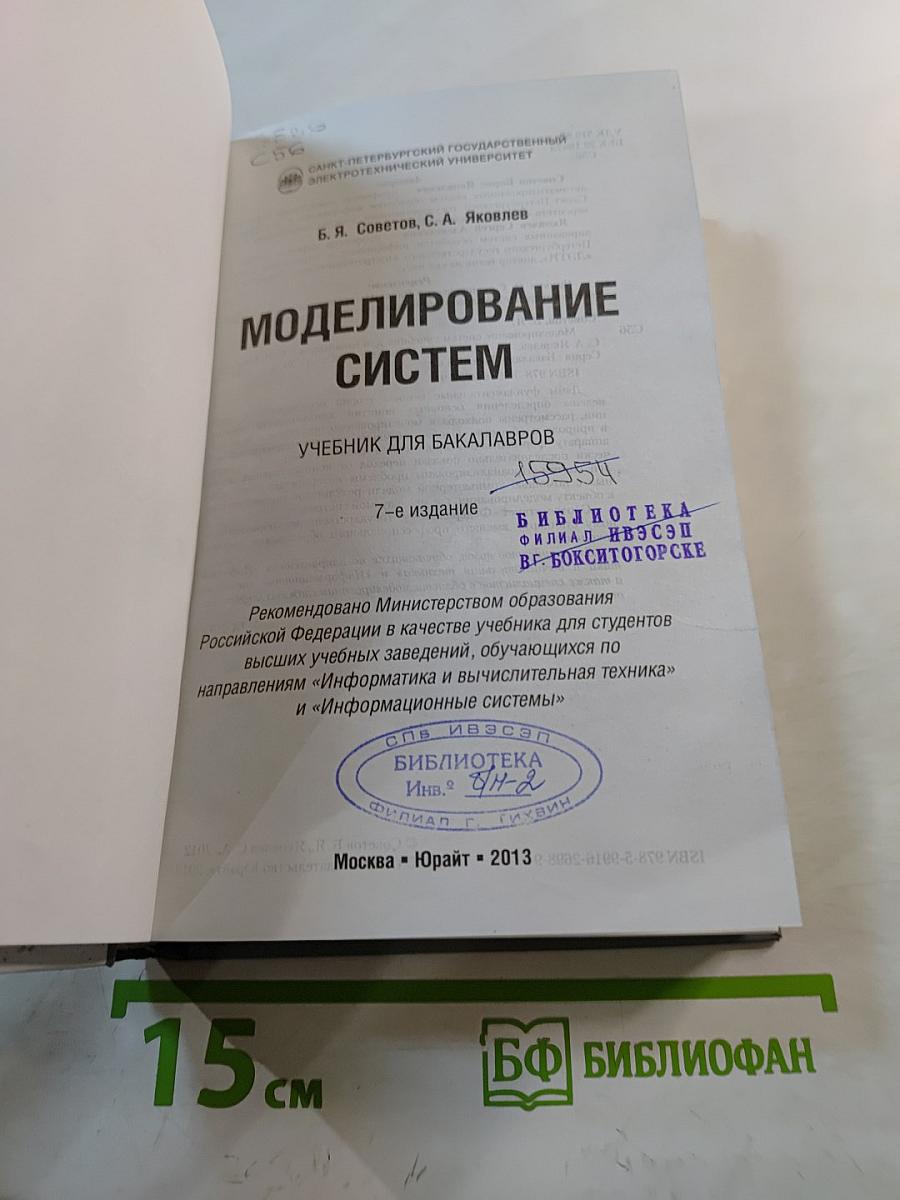 С56
САНКТ-ПЕТЕРБУРГСКИЙ ГОСУДАРСТВЕННЫЙ
ЭЛЕКТРОТЕХНИЧЕСКИЙ УНИВЕРСИТЕТ
Б. Я. Советов, С. А. Яковлев
МОДЕЛИРОВАНИЕ
СИСТЕМ
УЧЕБНИК ДЛЯ БАКАЛАВРОВ
15954
7-е издание
БИБЛИОТЕКА
ФИЛИАЛ ИВЭСЭП
В г. БОКСИТОГОРСКЕ
Рекомендовано Министерством образования
Российской Федерации в качестве учебника для студентов
высших учебных заведений, обучающихся по
направлениям «Информатика и вычислительная техника»
и «Информационные системы»
СПб ИВЭСЭП
БИБЛИОТЕКА
Инв.º б/н-2
ФИЛИАЛ Г. ТИХВИН
Москва ▪ Юрайт ▪ 2013
15 см
БФ БИБЛИОФАН